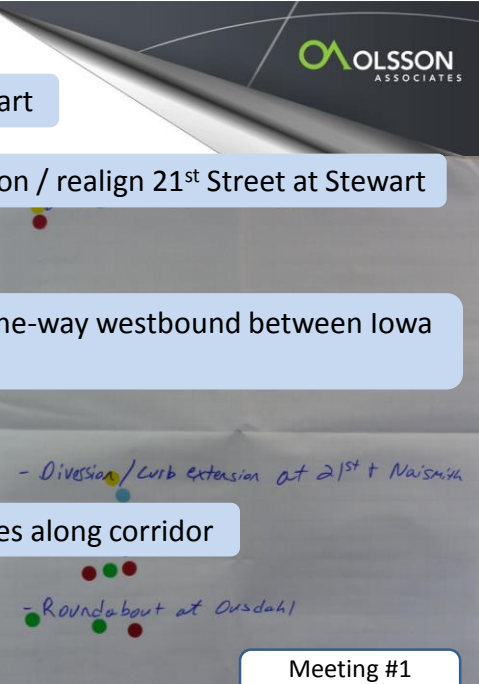 OLSSON
ASSOCIATES
on / realign 21st Street at Stewart
ne-way westbound between Iowa
- Diversion/Curb extension at 21st + Naismith
es along corridor
- Roundabout at Ousdahl
Meeting #1